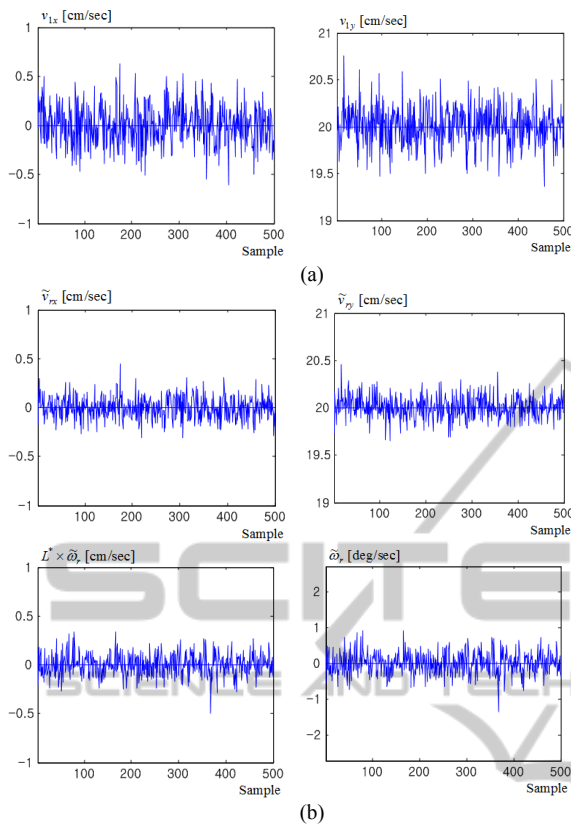 v1x [cm/sec]
1
0.5
0
−0.5
−1
100 200 300 400 500
Sample
v1y [cm/sec]
21
20.5
20
19.5
19
100 200 300 400 500
Sample
(a)
ṽrx [cm/sec]
1
0.5
0
−0.5
−1
100 200 300 400 500
Sample
ṽry [cm/sec]
21
20.5
20
19.5
19
100 200 300 400 500
Sample
L* × ω̃r [cm/sec]
1
0.5
0
−0.5
−1
100 200 300 400 500
Sample
ω̃r [deg/sec]
2
1
0
−1
−2
100 200 300 400 500
Sample
(b)
SCITE
SCIENCE AND TECH